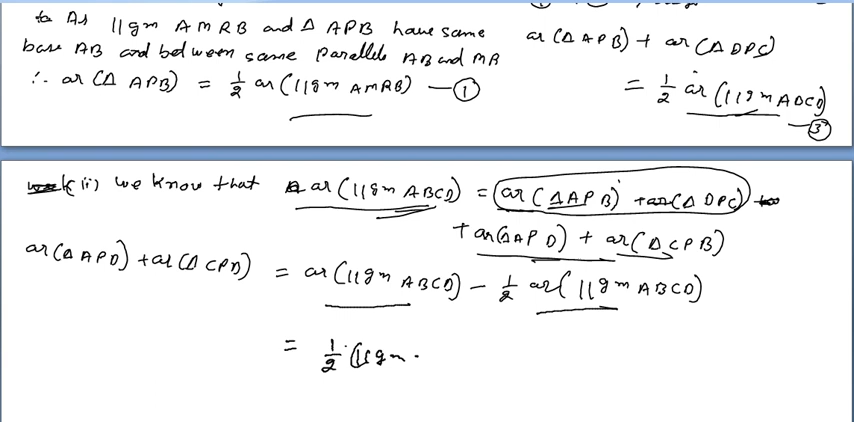 As ||gm AMRB and Δ APB have same
base AB and between same Parallels AB and MR
∴ ar(Δ APB) = 1/2 ar(||gm AMRB) — ①
ar(Δ APB) + ar(Δ DPC)
= 1/2 ar(||gm ABCD)
— ③
(ii) we know that ar(||gm ABCD) = ar(ΔAPB) + ar(Δ DPC)
+ ar(ΔAPD) + ar(Δ CPB)
ar(Δ APD) + ar(Δ CPB) = ar(||gm ABCD) - 1/2 ar(||gm ABCD)
= 1/2 (||gm.